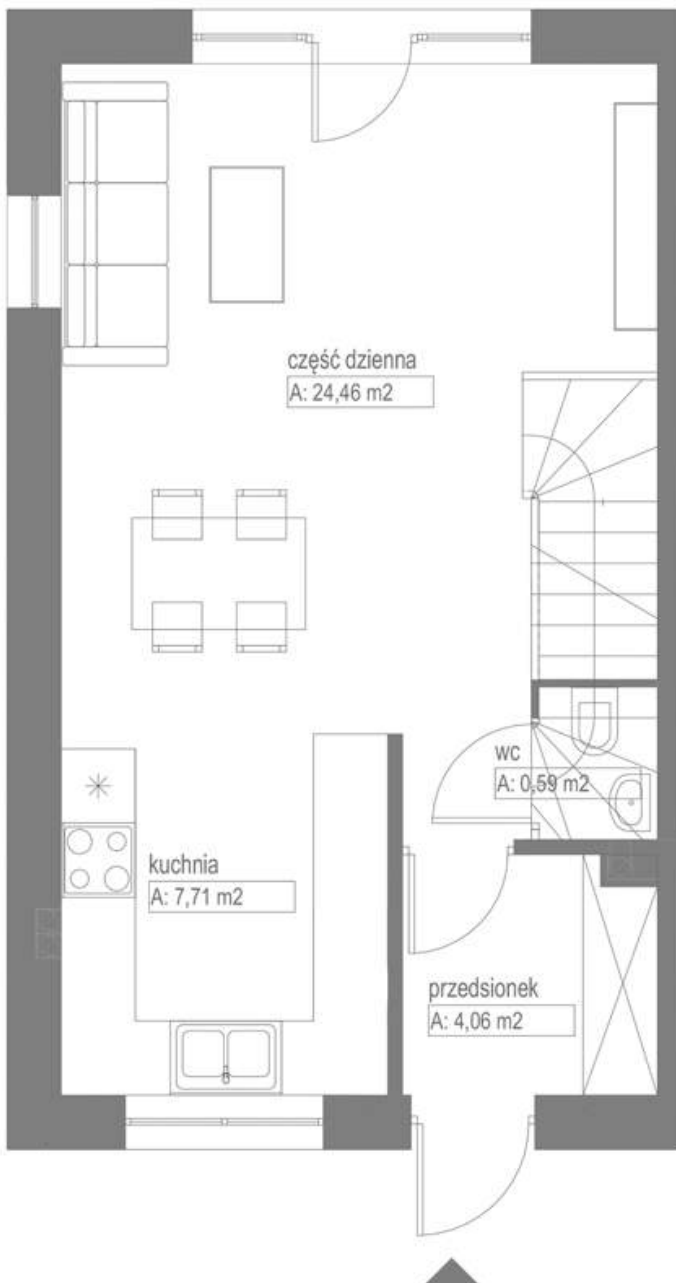 część dzienna
A: 24,46 m2
wc
A: 0,59 m2
kuchnia
A: 7,71 m2
przedsionek
A: 4,06 m2